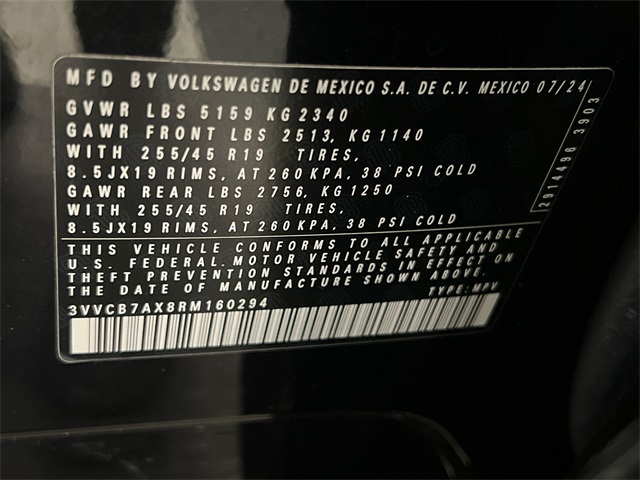 MFD BY VOLKSWAGEN DE MEXICO S.A. DE C.V. MEXICO 07/24
GVWR LBS 5159 KG 2340
GAWR FRONT LBS 2513, KG 1140
WITH 255/45 R19 TIRES,
8.5JX19 RIMS, AT 260 KPA, 38 PSI COLD
GAWR REAR LBS 2756, KG 1250
WITH 255/45 R19 TIRES,
8.5JX19 RIMS, AT 260 KPA, 38 PSI COLD
THIS VEHICLE CONFORMS TO ALL APPLICABLE
U.S. FEDERAL MOTOR VEHICLE SAFETY AND
THEFT PREVENTION STANDARDS IN EFFECT ON
THE DATE OF MANUFACTURE SHOWN ABOVE.
3VVCB7AX8RM160294 TYPE: MPV
2914496 3903